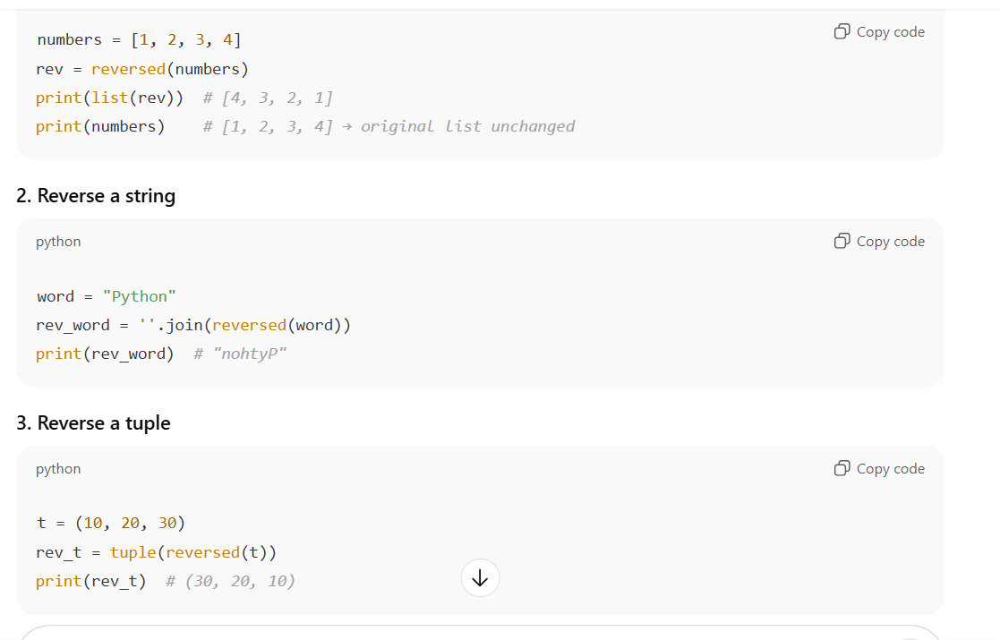 Copy code
numbers = [1, 2, 3, 4]
rev = reversed(numbers)
print(list(rev))  # [4, 3, 2, 1]
print(numbers)    # [1, 2, 3, 4] → original list unchanged
2. Reverse a string
python
Copy code
word = "Python"
rev_word = ''.join(reversed(word))
print(rev_word)  # "nohtyP"
3. Reverse a tuple
python
Copy code
t = (10, 20, 30)
rev_t = tuple(reversed(t))
print(rev_t)  # (30, 20, 10)